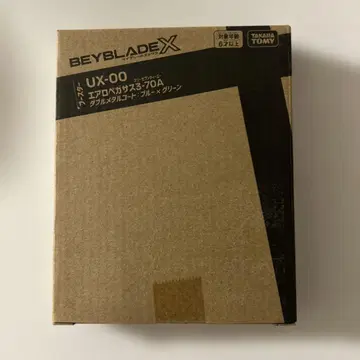 BEYBLADE X
対象年齢
6才以上
TAKARA
TOMY
ブースター
UX-00
エアロペガサス3-70A
ダブルメタルコート:ブルー×グリーン